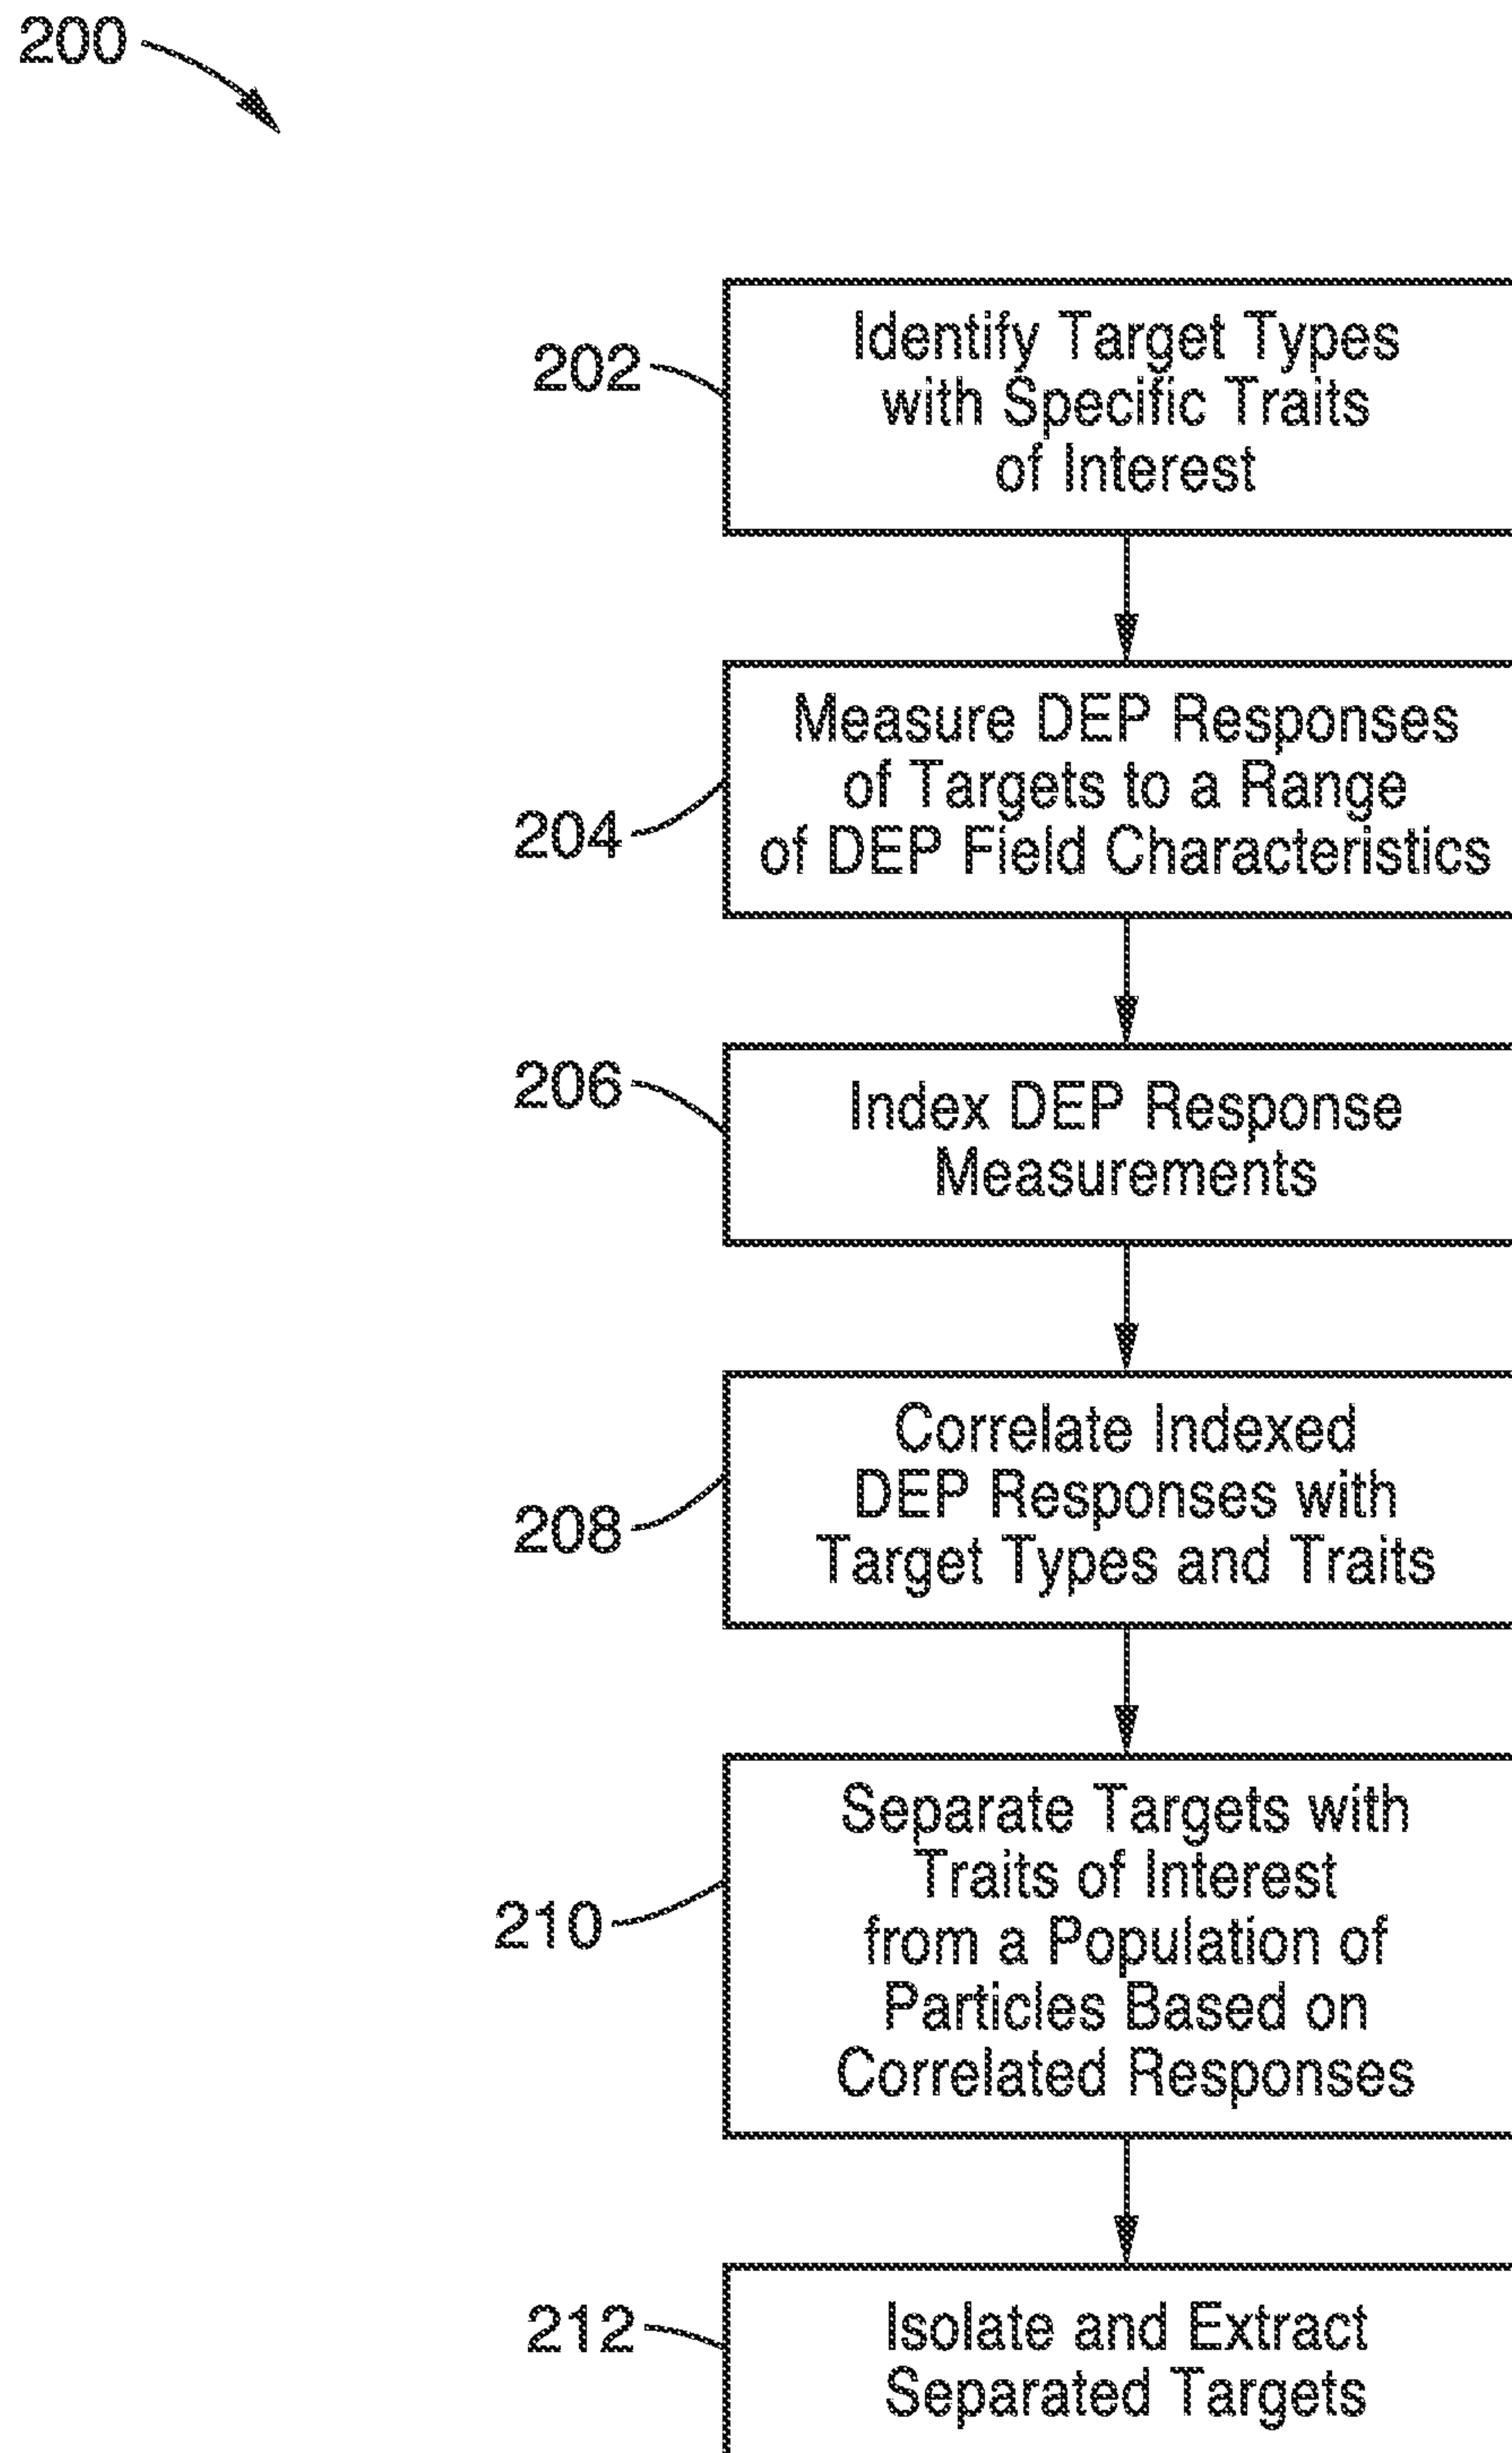 200
202
Identify Target Types
with Specific Traits
of Interest
204
Measure DEP Responses
of Targets to a Range
of DEP Field Characteristics
206
Index DEP Response
Measurements
208
Correlate Indexed
DEP Responses with
Target Types and Traits
210
Separate Targets with
Traits of Interest
from a Population of
Particles Based on
Correlated Responses
212
Isolate and Extract
Separated Targets